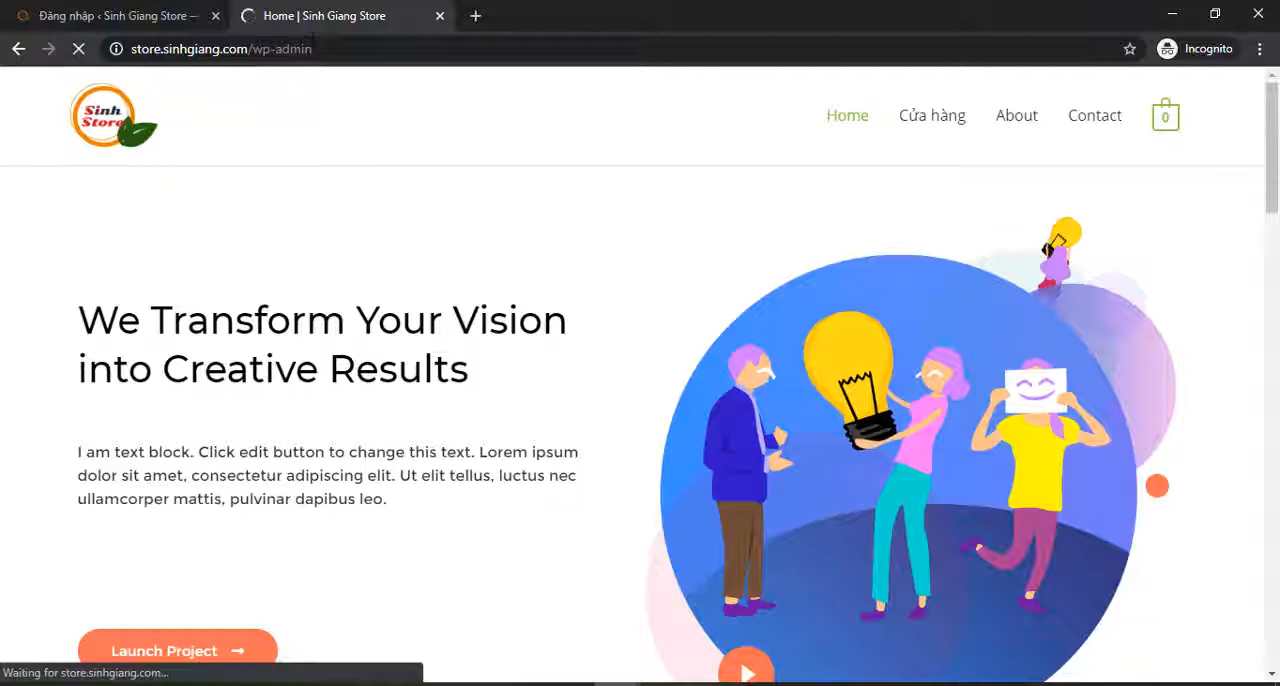 Đăng nhập ‹ Sinh Giang Store —
Home | Sinh Giang Store
store.sinhgiang.com/wp-admin
Incognito
Sinh
Store
Home
Cửa hàng
About
Contact
0
We Transform Your Vision
into Creative Results
I am text block. Click edit button to change this text. Lorem ipsum
dolor sit amet, consectetur adipiscing elit. Ut elit tellus, luctus nec
ullamcorper mattis, pulvinar dapibus leo.
Launch Project
Waiting for store.sinhgiang.com...